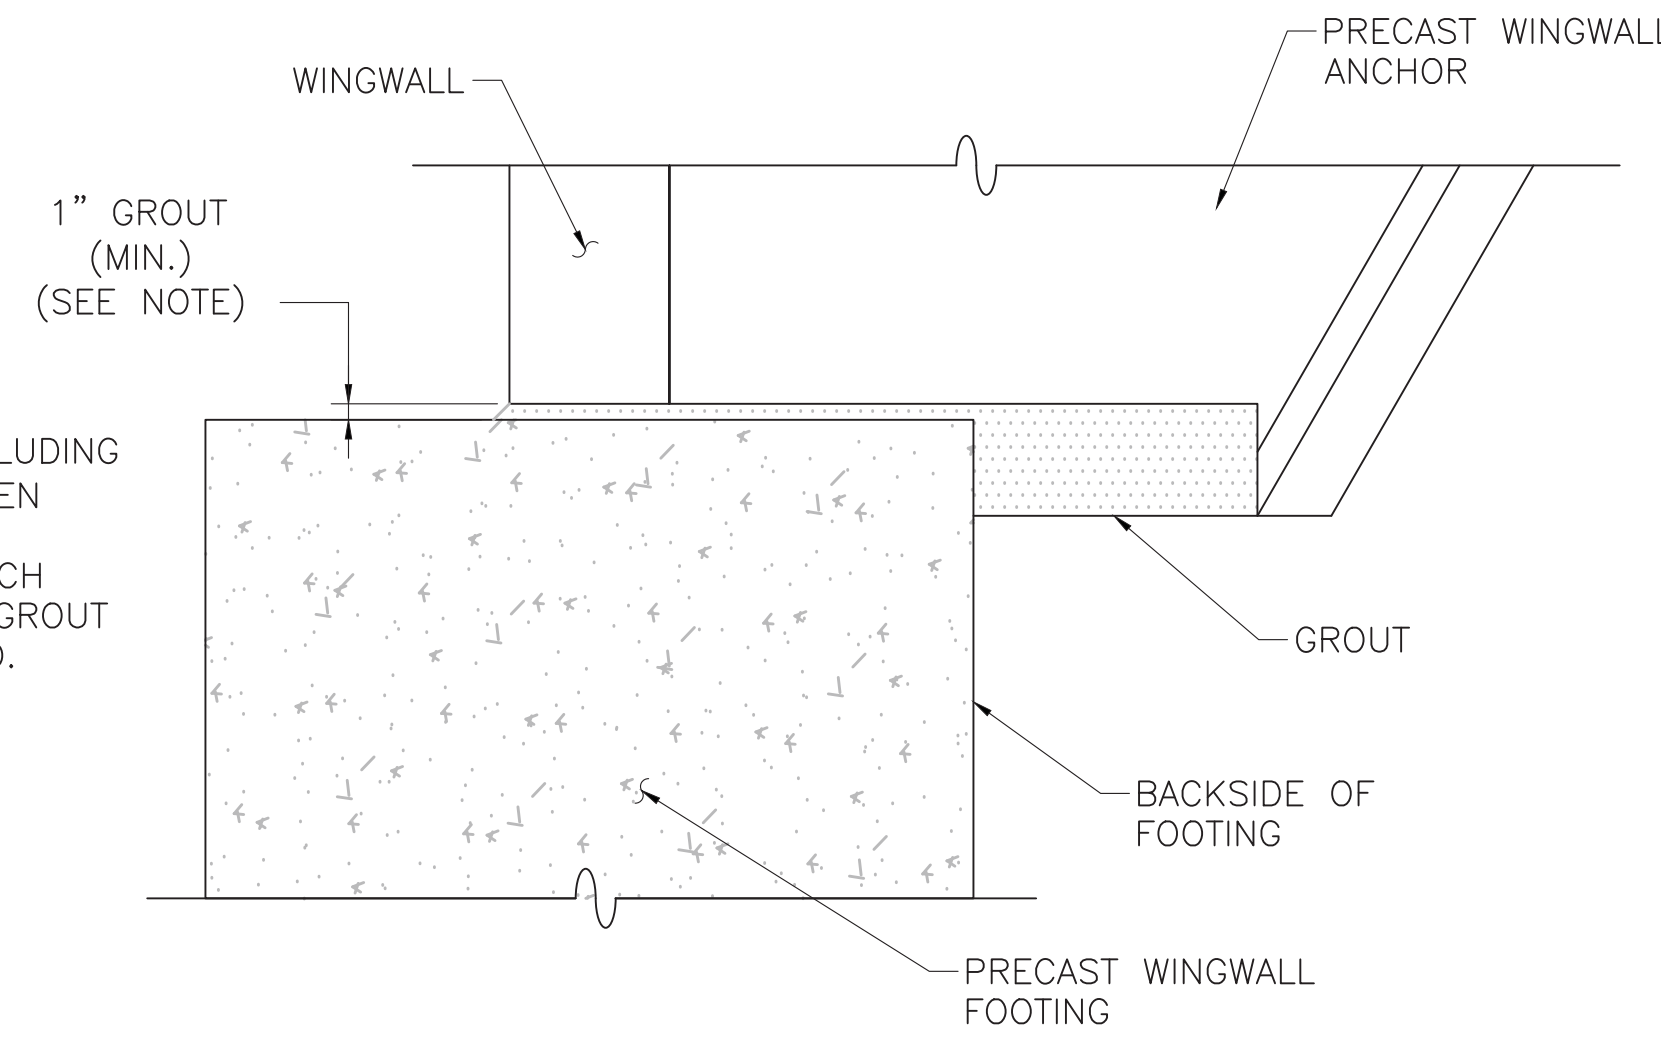 PRECAST WINGWALL
ANCHOR
WINGWALL
1” GROUT
(MIN.)
(SEE NOTE)
LUDING
EN
CH
GROUT
GROUT
BACKSIDE OF
FOOTING
PRECAST WINGWALL
FOOTING